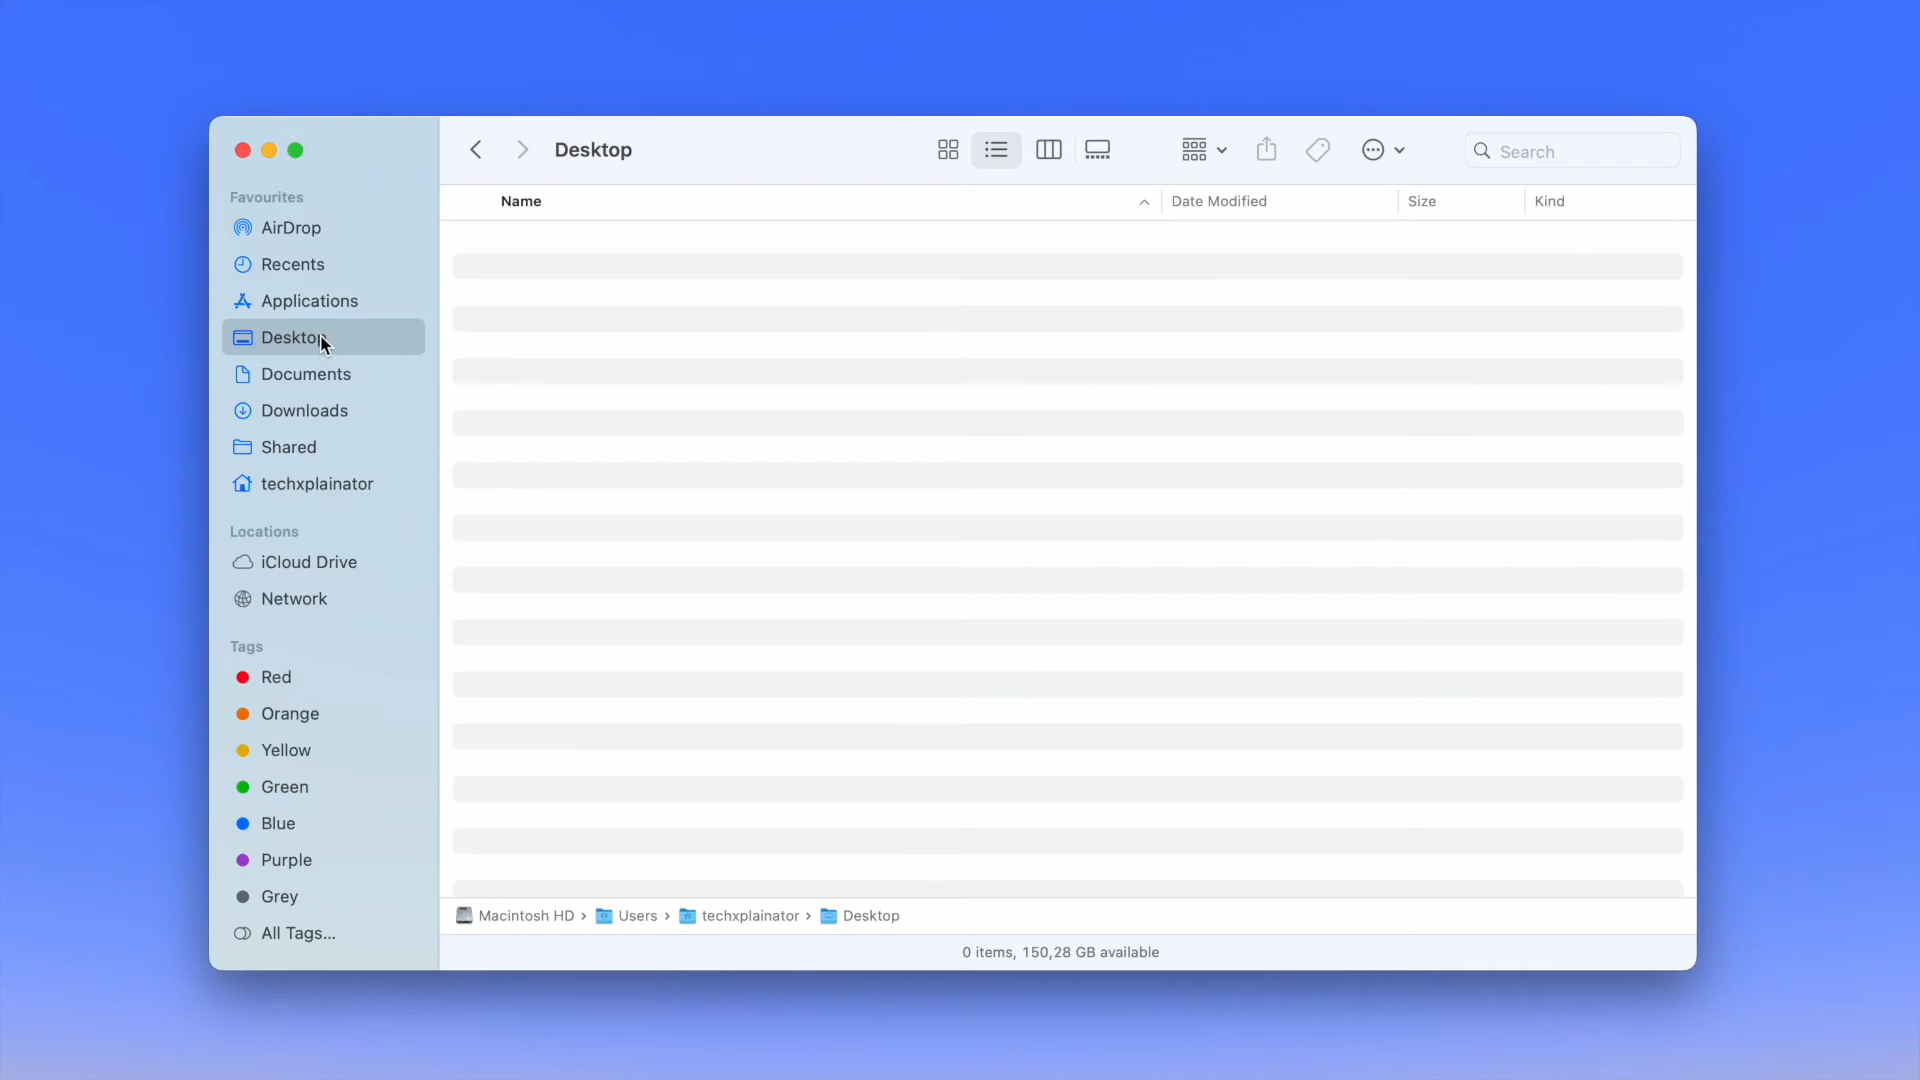 Desktop
Search
Favourites
AirDrop
Recents
Applications
Desktop
Documents
Downloads
Shared
techxplainator
Locations
iCloud Drive
Network
Tags
Red
Orange
Yellow
Green
Blue
Purple
Grey
All Tags...
Name Date Modified Size Kind
Macintosh HD › Users › techxplainator › Desktop
0 items, 150,28 GB available